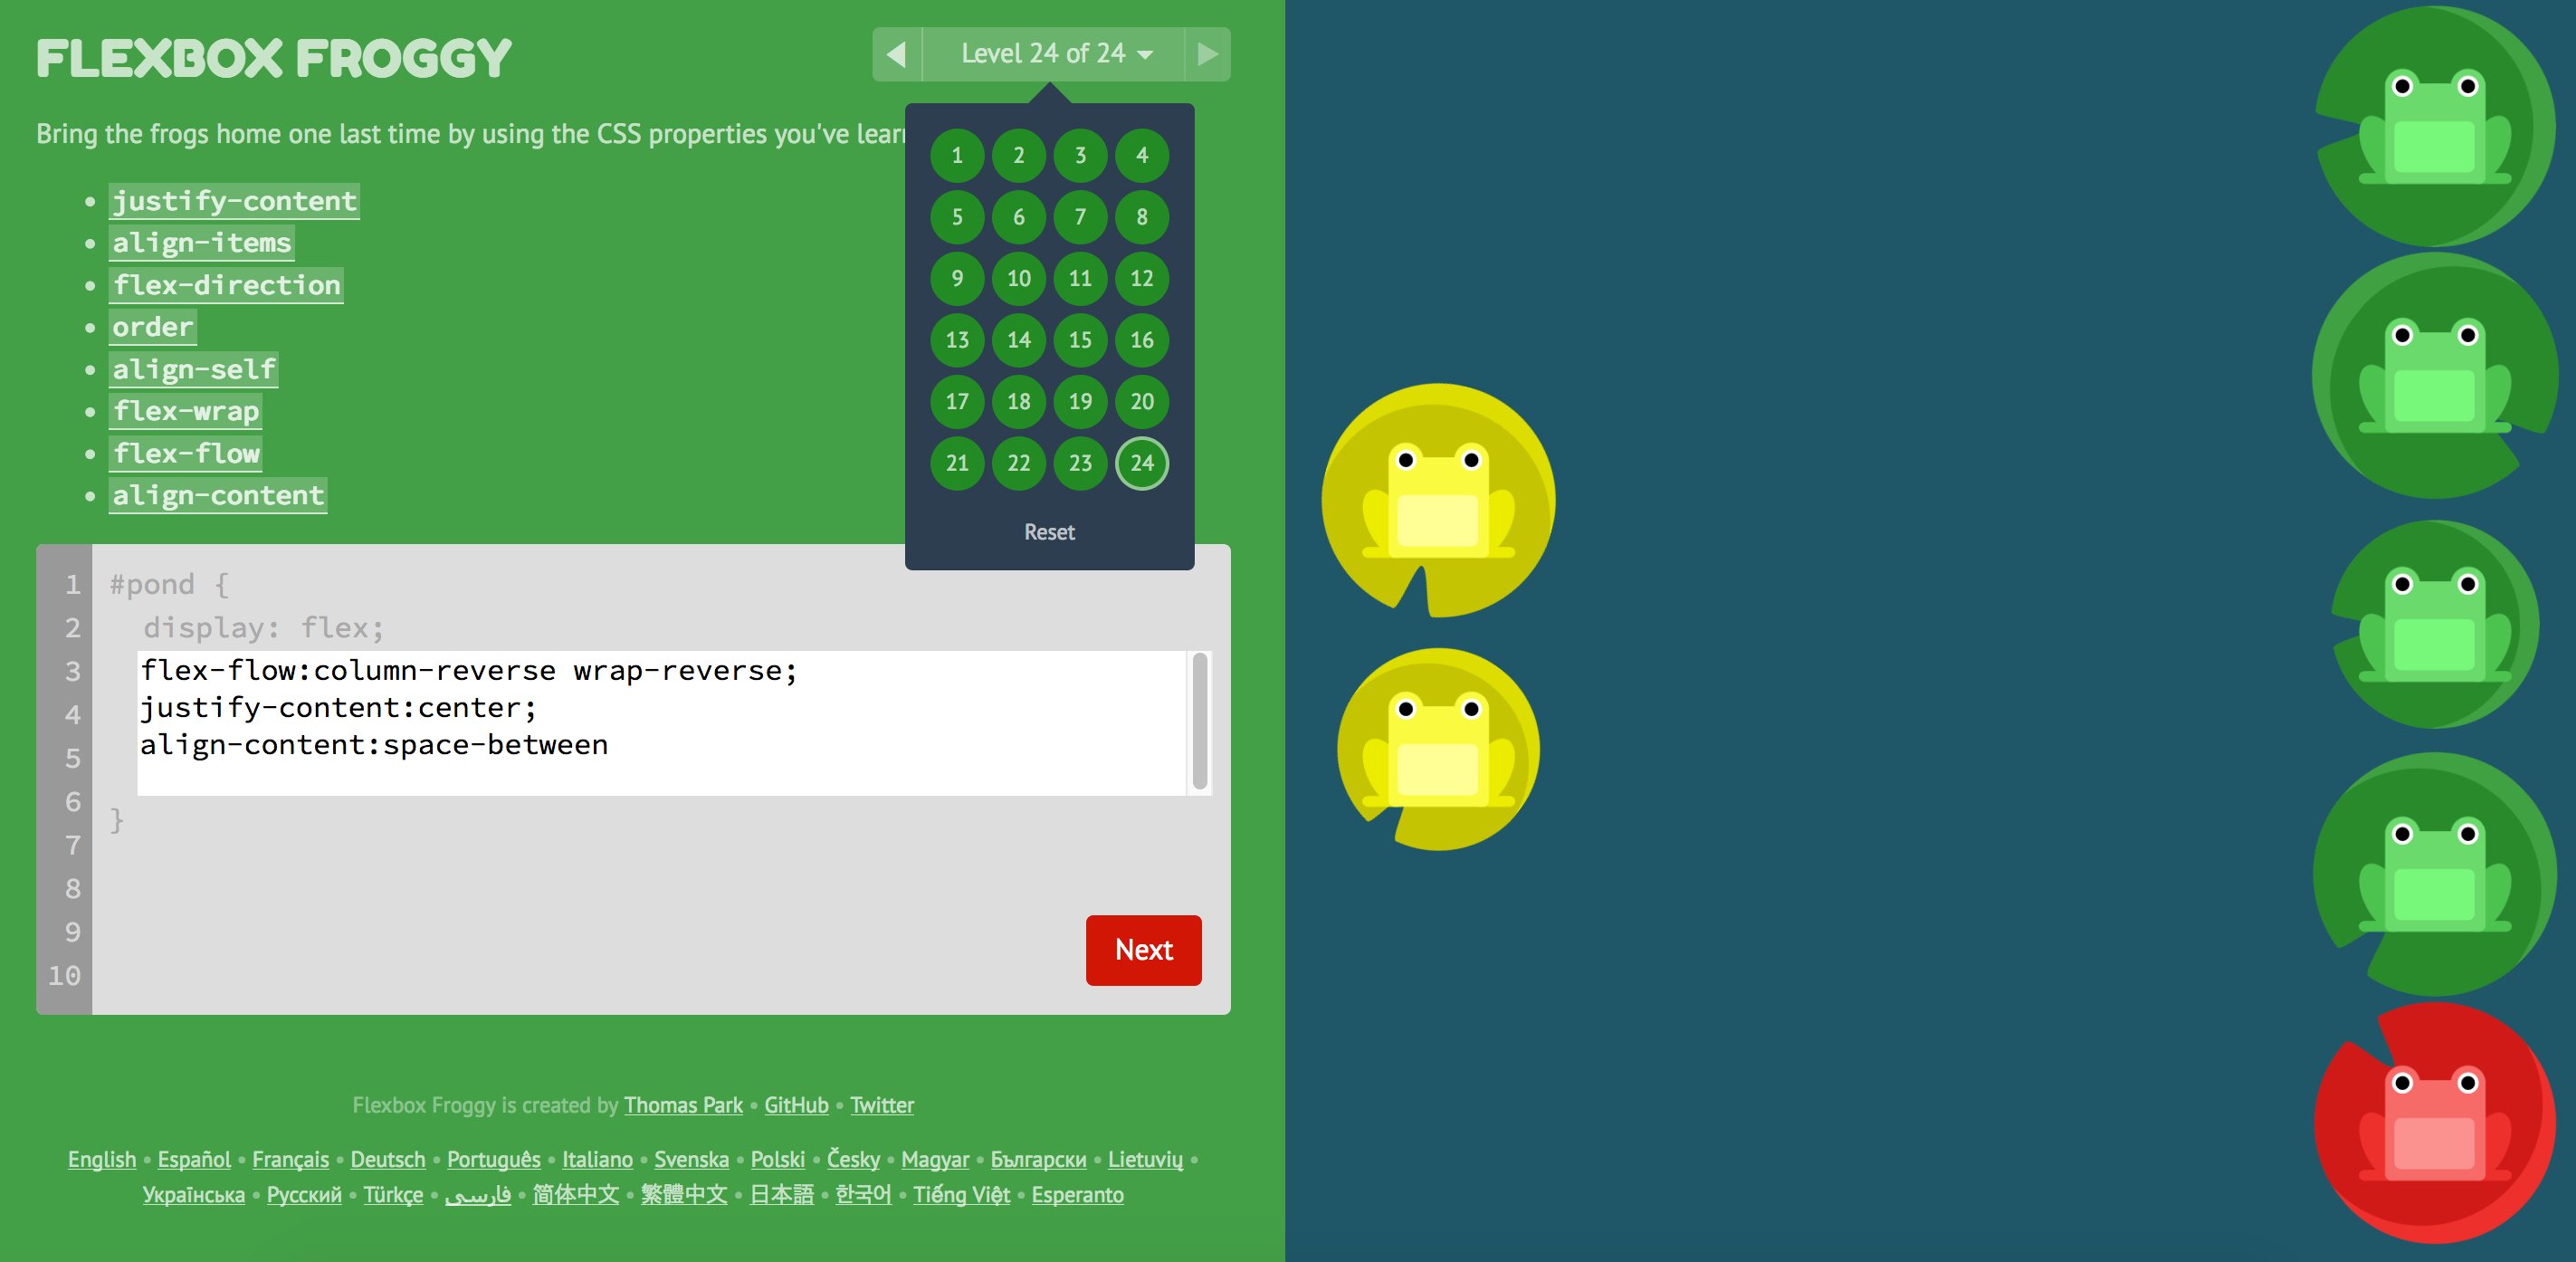 FLEXBOX FROGGY
Level 24 of 24
Bring the frogs home one last time by using the CSS properties you've
justify-content
align-items
flex-direction
order
align-self
flex-wrap
flex-flow
align-content
1 2 3 4
5 6 7 8
9 10 11 12
13 14 15 16
17 18 19 20
21 22 23 24
Reset
1 #pond {
2 display: flex;
3 flex-flow:column-reverse wrap-reverse;
4 justify-content:center;
5 align-content:space-between
6 }
7
8
9
10
Next
Flexbox Froggy is created by Thomas Park • GitHub • Twitter
English • Español • Français • Deutsch • Português • Italiano • Svenska • Polski • Česky • Magyar • Български • Lietuvių •
Українська • Русский • Türkçe • فارسی • 简体中文 • 繁體中文 • 日本語 • 한국어 • Tiếng Việt • Esperanto